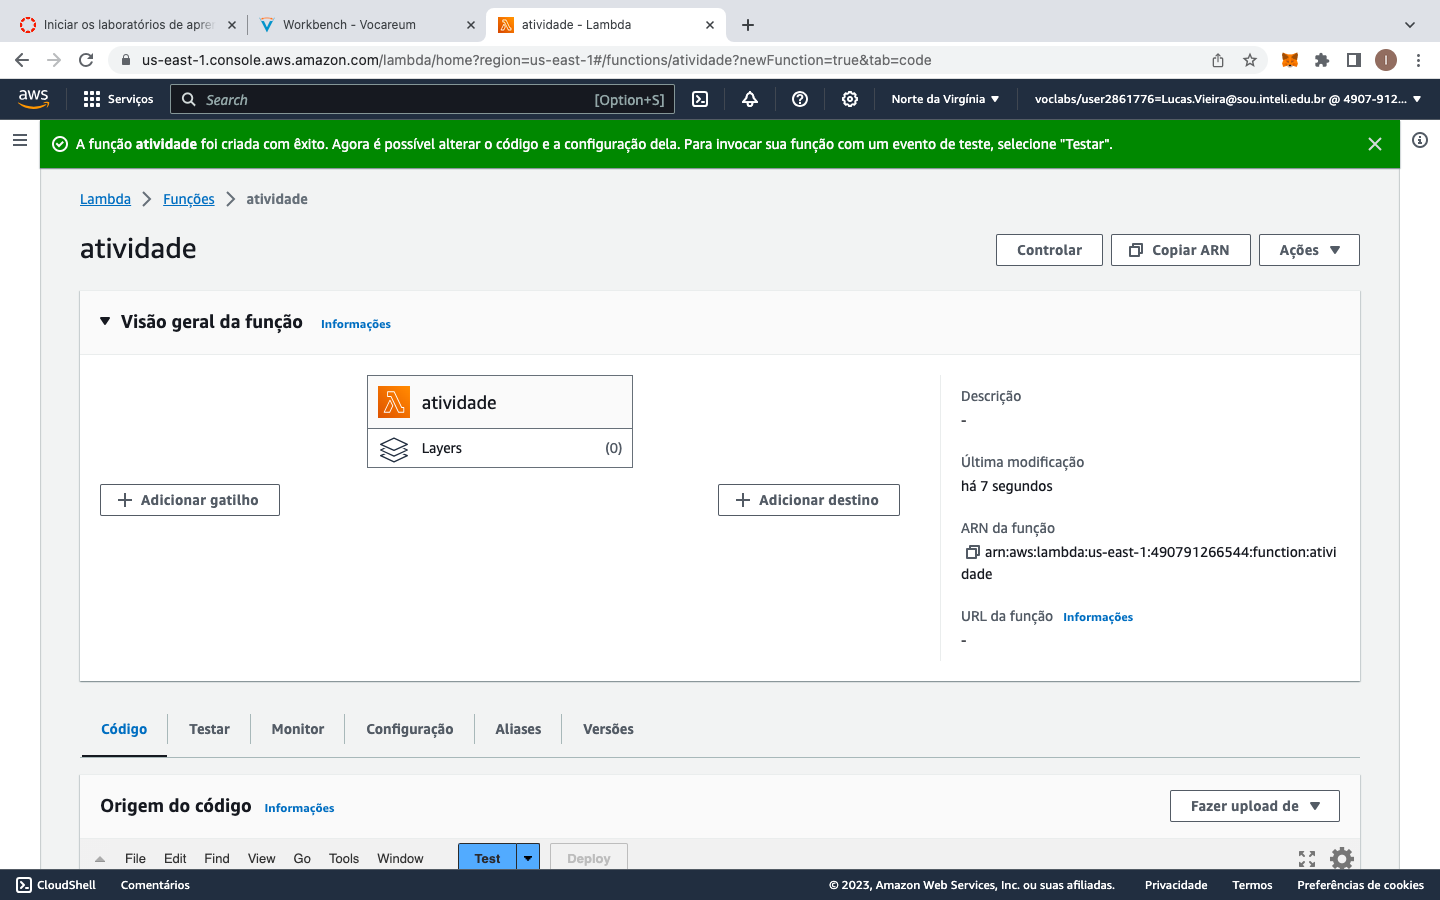 Iniciar os laboratórios de apre
Workbench - Vocareum
atividade - Lambda
us-east-1.console.aws.amazon.com/lambda/home?region=us-east-1#/functions/atividade?newFunction=true&tab=code
I
aws
Serviços
Search
[Option+S]
Norte da Virgínia
voclabs/user2861776=Lucas.Vieira@sou.inteli.edu.br @ 4907-912...
A função atividade foi criada com êxito. Agora é possível alterar o código e a configuração dela. Para invocar sua função com um evento de teste, selecione "Testar".
Lambda
Funções
atividade
atividade
Controlar
Copiar ARN
Ações
Visão geral da função
Informações
atividade
Layers
(0)
Adicionar gatilho
Adicionar destino
Descrição
-
Última modificação
há 7 segundos
ARN da função
arn:aws:lambda:us-east-1:490791266544:function:ativi
dade
URL da função
Informações
-
Código
Testar
Monitor
Configuração
Aliases
Versões
Origem do código
Informações
Fazer upload de
File
Edit
Find
View
Go
Tools
Window
Test
Deploy
CloudShell
Comentários
© 2023, Amazon Web Services, Inc. ou suas afiliadas.
Privacidade
Termos
Preferências de cookies